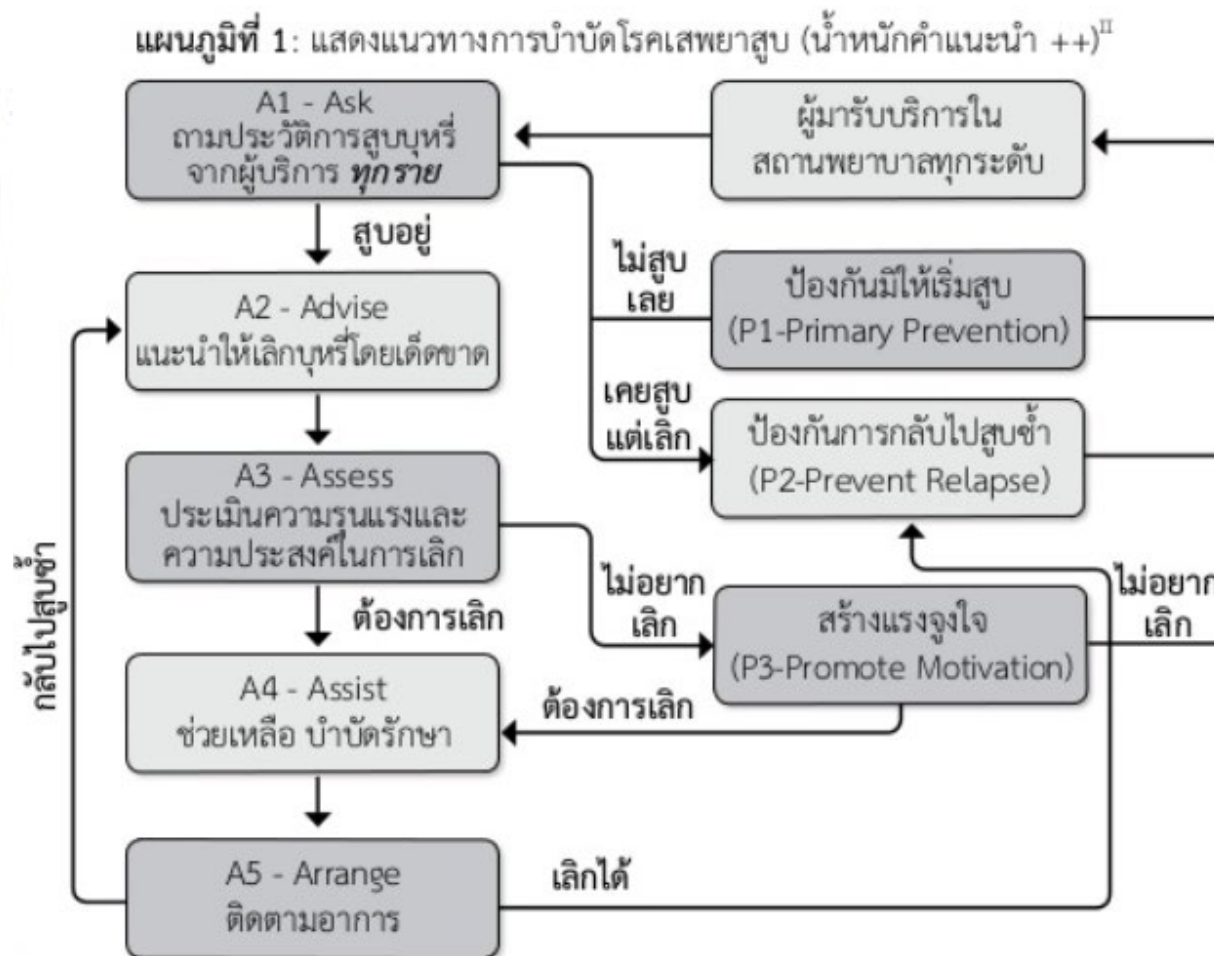 แผนภูมิที่ 1: แสดงแนวทางการบำบัดโรคเสพยาสูบ (น้ำหนักคำแนะนำ ++)II
A1 - Ask
ถามประวัติการสูบบุหรี่
จากผู้บริการ ทุกราย
ผู้มารับบริการใน
สถานพยาบาลทุกระดับ
สูบอยู่
ไม่สูบ
เลย
ป้องกันมิให้เริ่มสูบ
(P1-Primary Prevention)
A2 - Advise
แนะนำให้เลิกบุหรี่โดยเด็ดขาด
เคยสูบ
แต่เลิก
ป้องกันการกลับไปสูบซ้ำ
(P2-Prevent Relapse)
A3 - Assess
ประเมินความรุนแรงและ
ความประสงค์ในการเลิก
ไม่อยาก
เลิก
สร้างแรงจูงใจ
(P3-Promote Motivation)
ไม่อยาก
เลิก
ต้องการเลิก
ต้องการเลิก
A4 - Assist
ช่วยเหลือ บำบัดรักษา
A5 - Arrange
ติดตามอาการ
เลิกได้
กลับไปสูบซ้ำ